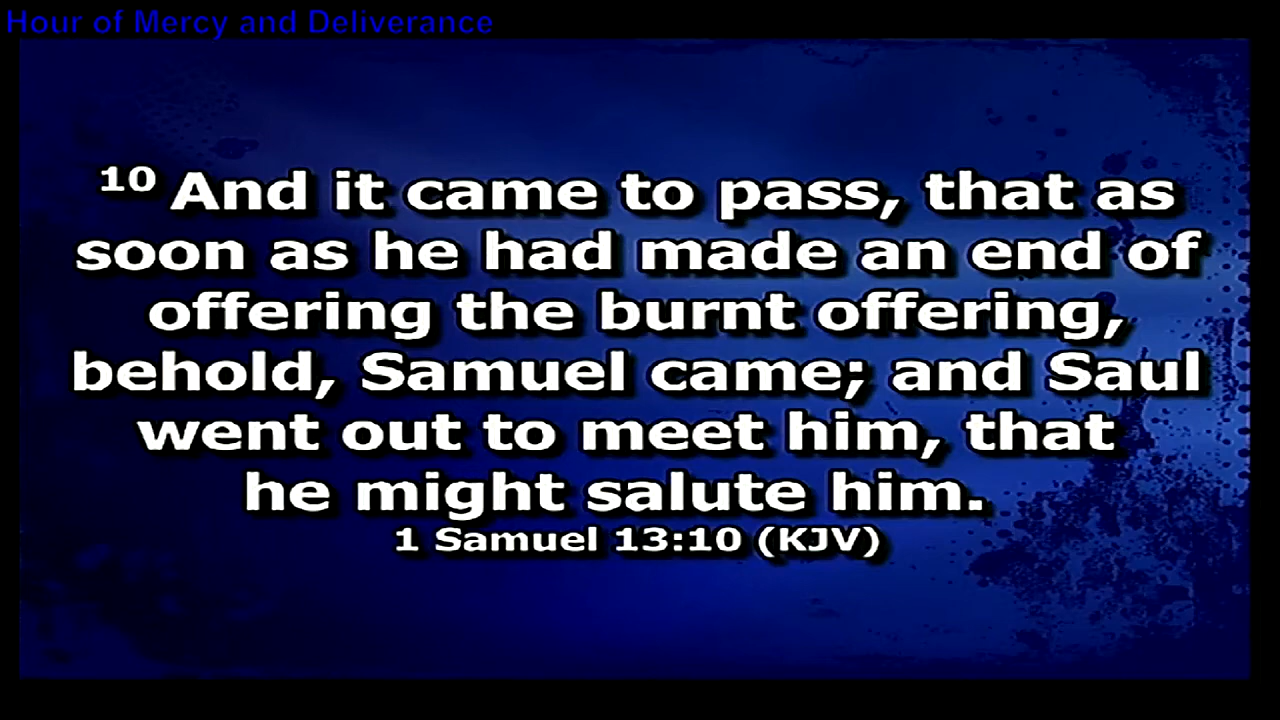 Hour of Mercy and Deliverance
10 And it came to pass, that as
soon as he had made an end of
offering the burnt offering,
behold, Samuel came; and Saul
went out to meet him, that
he might salute him.
1 Samuel 13:10 (KJV)